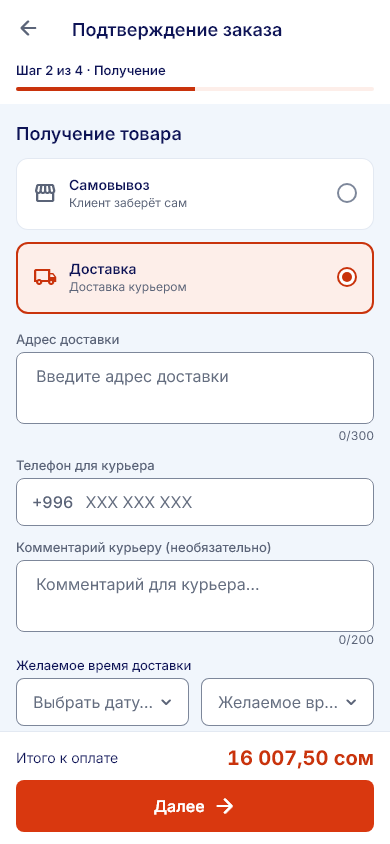 Подтверждение заказа
Шаг 2 из 4 · Получение
Получение товара
Самовывоз
Клиент заберёт сам
Доставка
Доставка курьером
Адрес доставки
Введите адрес доставки
0/300
Телефон для курьера
+996 XXX XXX XXX
Комментарий курьеру (необязательно)
Комментарий для курьера...
0/200
Желаемое время доставки
Выбрать дату... Желаемое вр...
Итого к оплате 16 007,50 сом
Далее